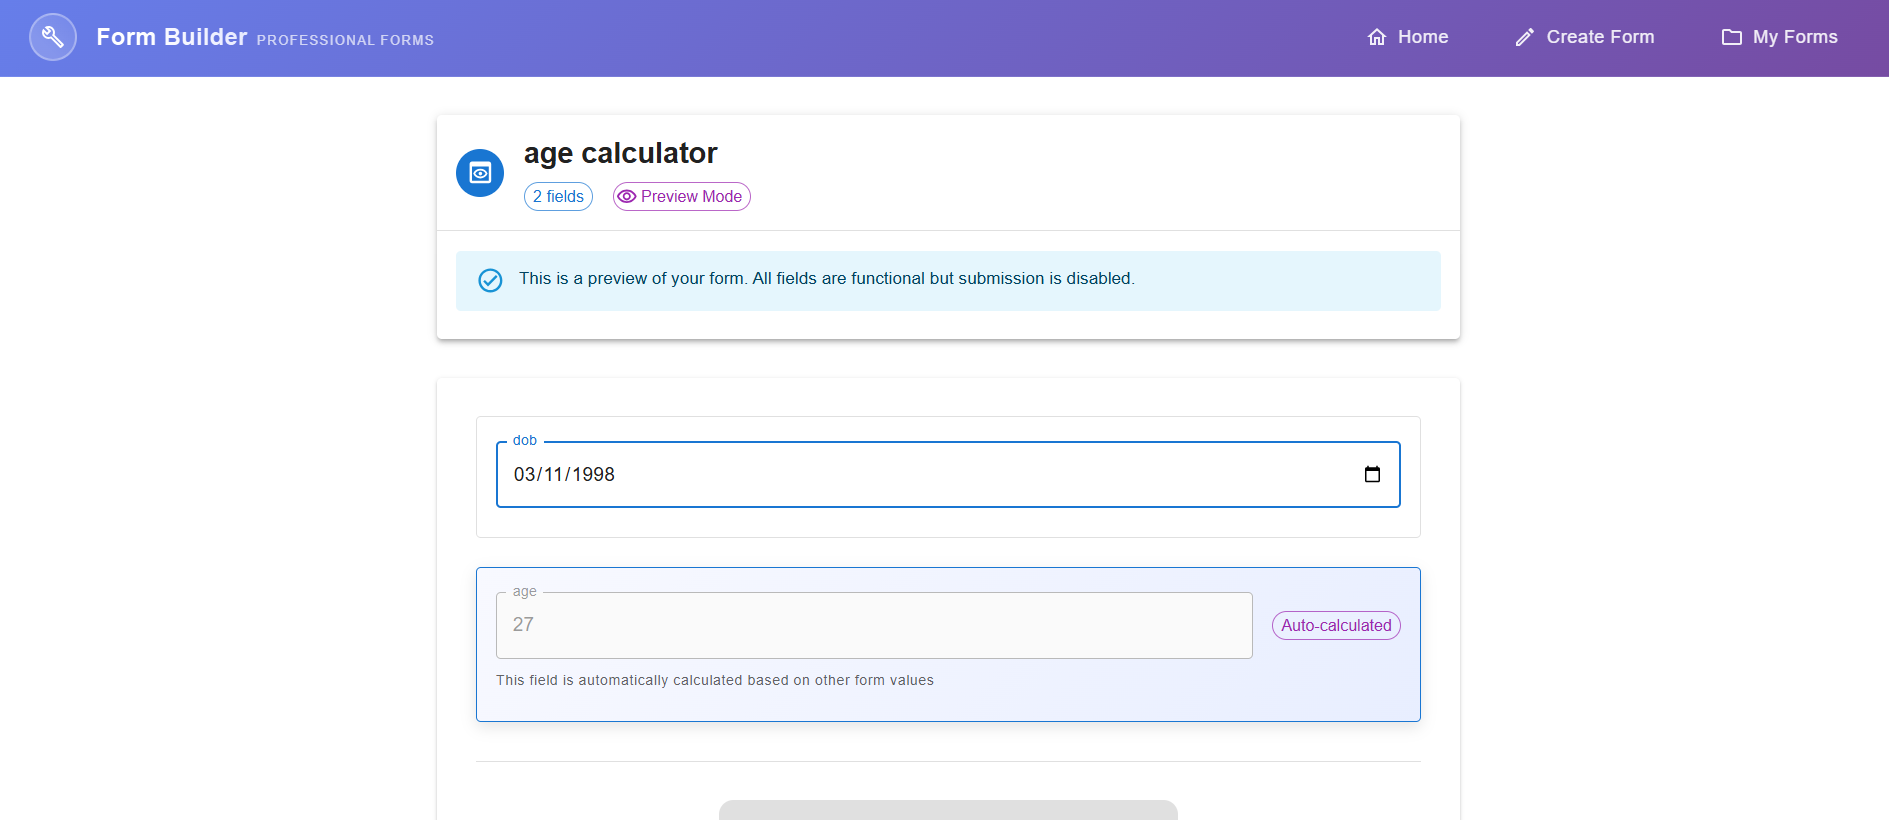 Form Builder PROFESSIONAL FORMS
Home
Create Form
My Forms
age calculator
2 fields
Preview Mode
This is a preview of your form. All fields are functional but submission is disabled.
dob
03/11/1998
age
27
Auto-calculated
This field is automatically calculated based on other form values